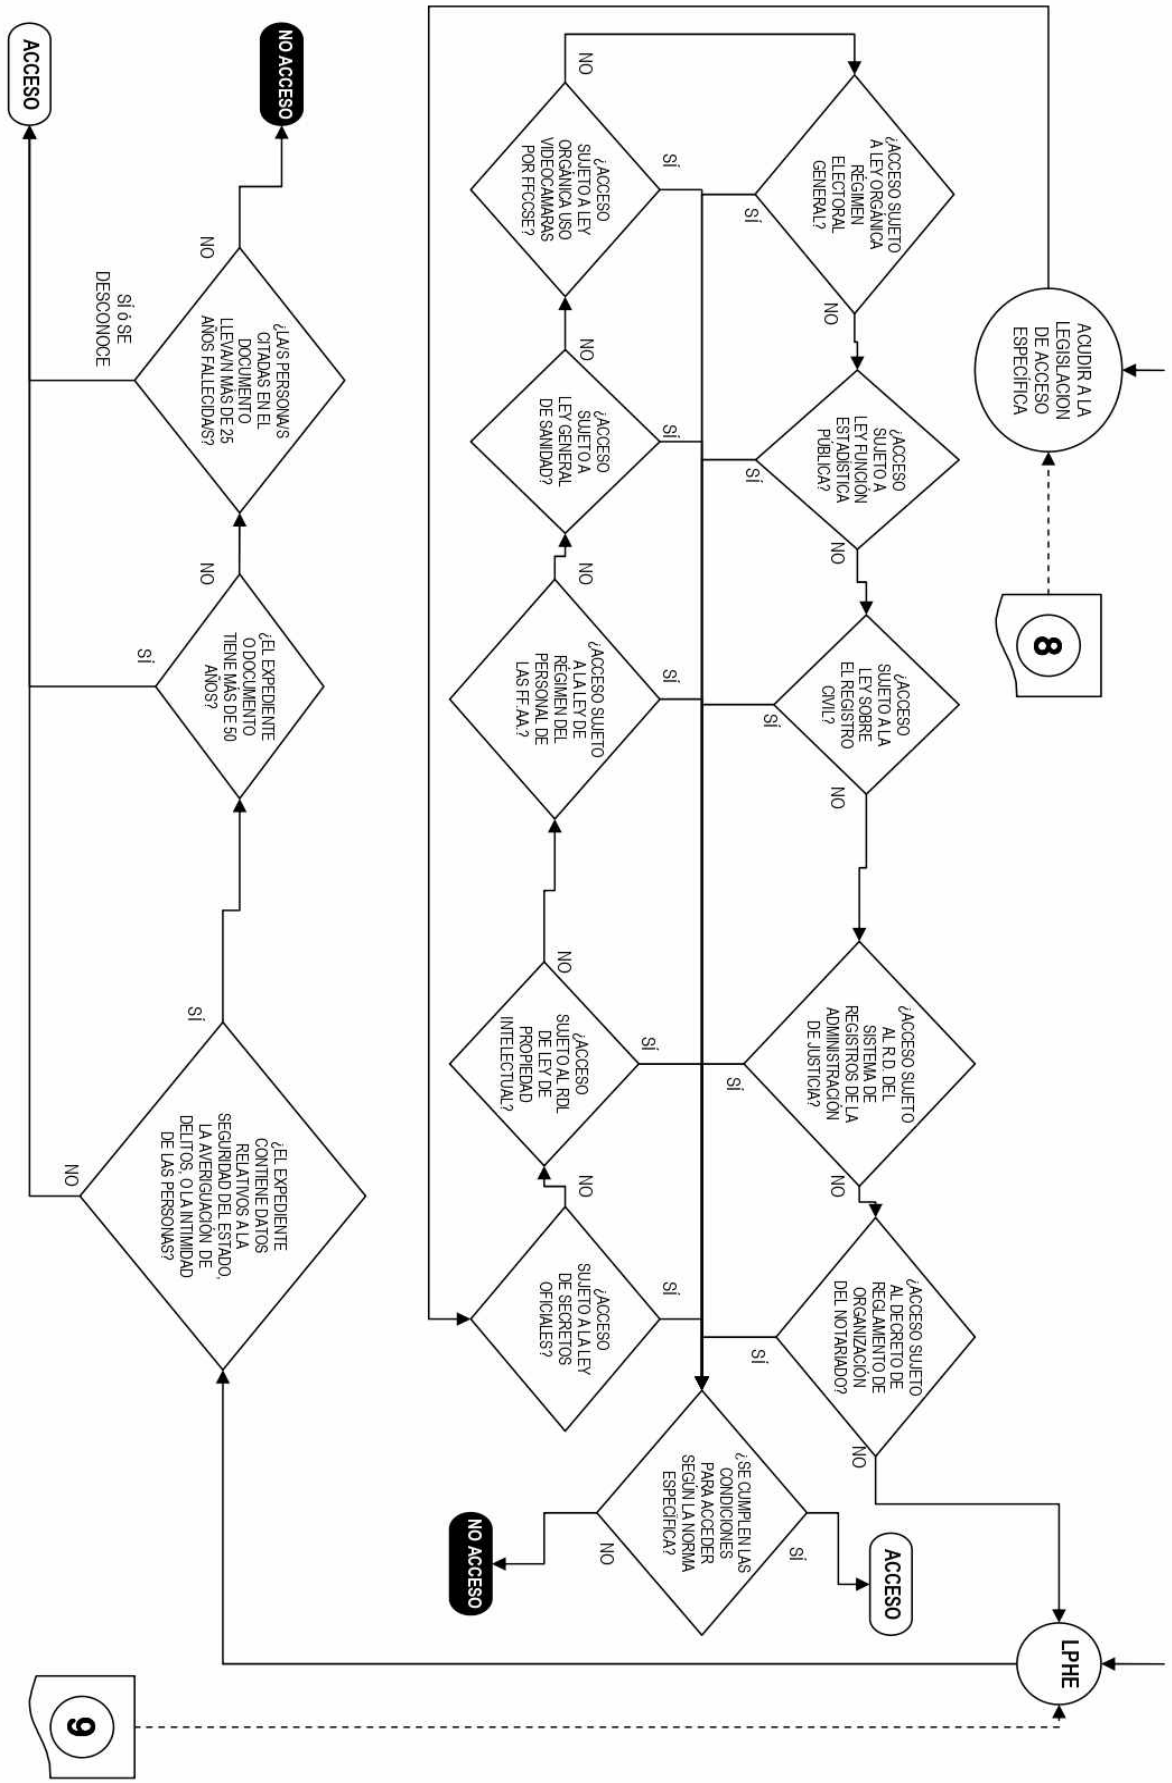 ACUDIR A LA
LEGISLACION
DE ACCESO
ESPECÍFICA
8
¿ACCESO
SUJETO A LA LEY
DE SECRETOS
OFICIALES?
SÍ
NO
¿ACCESO
SUJETO AL RDL
DE LEY DE
PROPIEDAD
INTELECTUAL?
SÍ
NO
¿ACCESO SUJETO
A LA LEY DE
RÉGIMEN DEL
PERSONAL DE
LAS FF.AA.?
SÍ
NO
¿ACCESO
SUJETO A
LEY GENERAL
DE SANIDAD?
SÍ
NO
¿ACCESO
SUJETO A LEY
ORGÁNICA USO
VIDEOCAMARAS
POR FFCCSE?
SÍ
NO
¿ACCESO SUJETO
A LEY ORGÁNICA
RÉGIMEN
ELECTORAL
GENERAL?
SÍ
NO
¿ACCESO
SUJETO A
LEY FUNCIÓN
ESTADÍSTICA
PÚBLICA?
SÍ
NO
¿ACCESO
SUJETO A LA
LEY SOBRE
EL REGISTRO
CIVIL?
SÍ
NO
¿ACCESO SUJETO
AL R.D. DEL
SISTEMA DE
REGISTROS DE LA
ADMINISTRACIÓN
DE JUSTICIA?
SÍ
NO
¿ACCESO SUJETO
AL DECRETO DE
REGLAMENTO DE
ORGANIZACIÓN
DEL NOTARIADO?
SÍ
NO
¿SE CUMPLEN LAS
CONDICIONES
PARA ACCEDER
SEGÚN LA NORMA
ESPECÍFICA?
SÍ
NO
ACCESO
NO ACCESO
LPHE
9
¿EL EXPEDIENTE
CONTIENE DATOS
RELATIVOS A LA
SEGURIDAD DEL ESTADO,
LA AVERIGUACIÓN DE
DELITOS, O LA INTIMIDAD
DE LAS PERSONAS?
SÍ
NO
¿EL EXPEDIENTE
O DOCUMENTO
TIENE MÁS DE 50
AÑOS?
SÍ
NO
¿LA/S PERSONA/S
CITADAS EN EL
DOCUMENTO
LLEVA/N MÁS DE 25
AÑOS FALLECIDA/S?
NO
SÍ ó SE
DESCONOCE
NO ACCESO
ACCESO